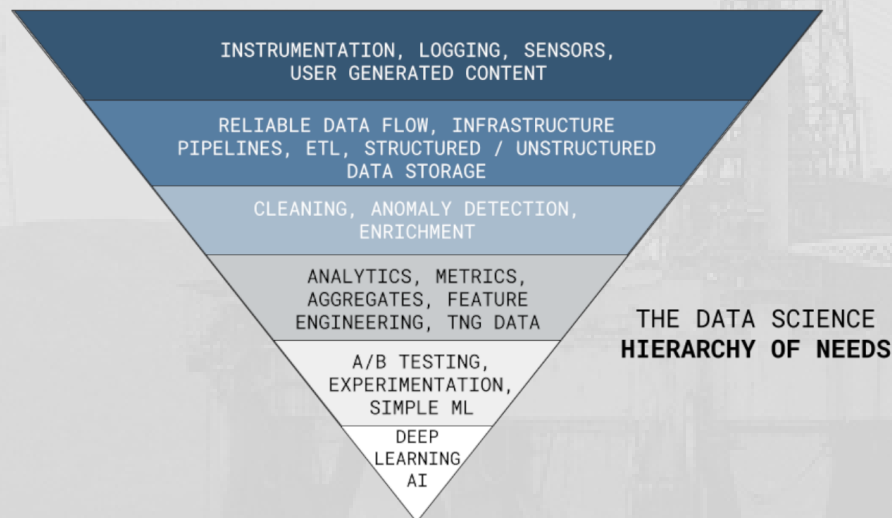 INSTRUMENTATION, LOGGING, SENSORS,
USER GENERATED CONTENT
RELIABLE DATA FLOW, INFRASTRUCTURE
PIPELINES, ETL, STRUCTURED / UNSTRUCTURED
DATA STORAGE
CLEANING, ANOMALY DETECTION,
ENRICHMENT
ANALYTICS, METRICS,
AGGREGATES, FEATURE
ENGINEERING, TNG DATA
THE DATA SCIENCE
HIERARCHY OF NEEDS
A/B TESTING,
EXPERIMENTATION,
SIMPLE ML
DEEP
LEARNING
AI